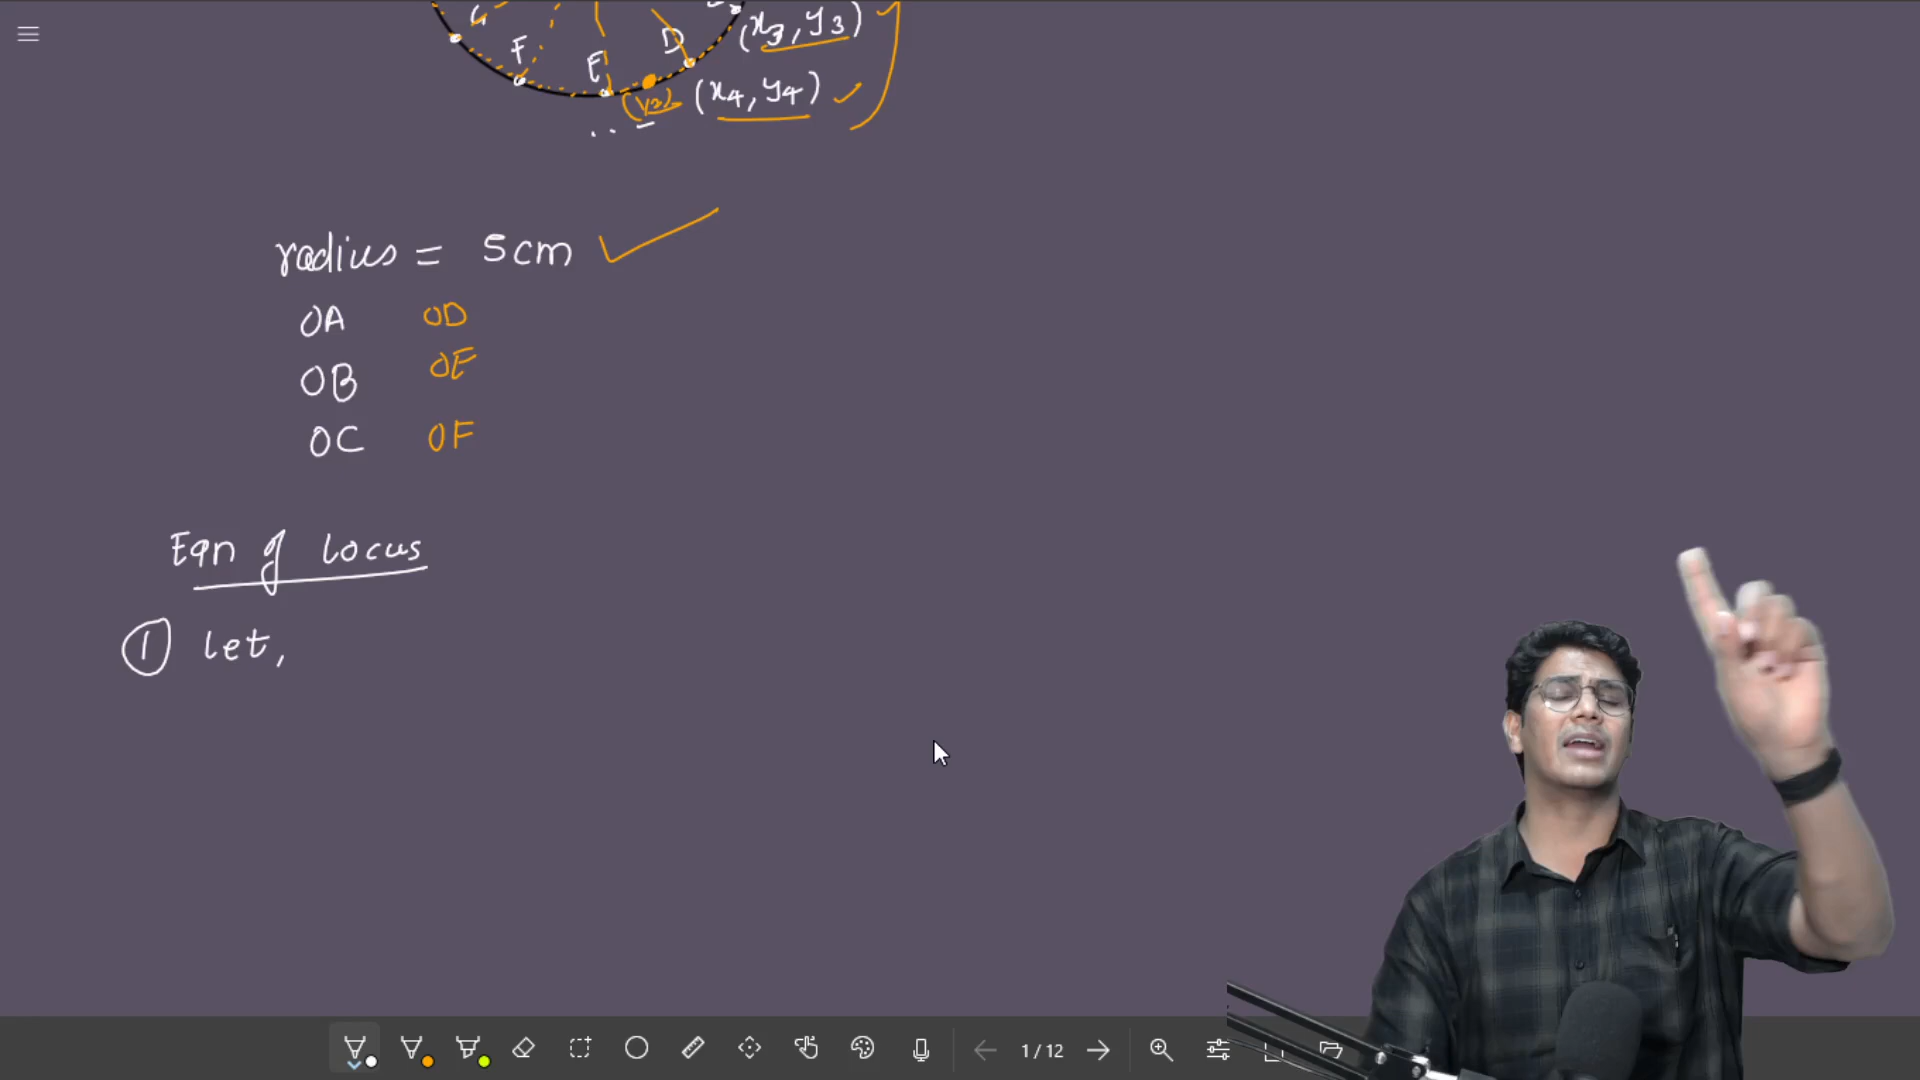 G
F
E
D
(x3, y3)
(x4, y4)
radius = 5cm
OA OD
OB OE
OC OF
Eqn of locus
① let,
1 / 12